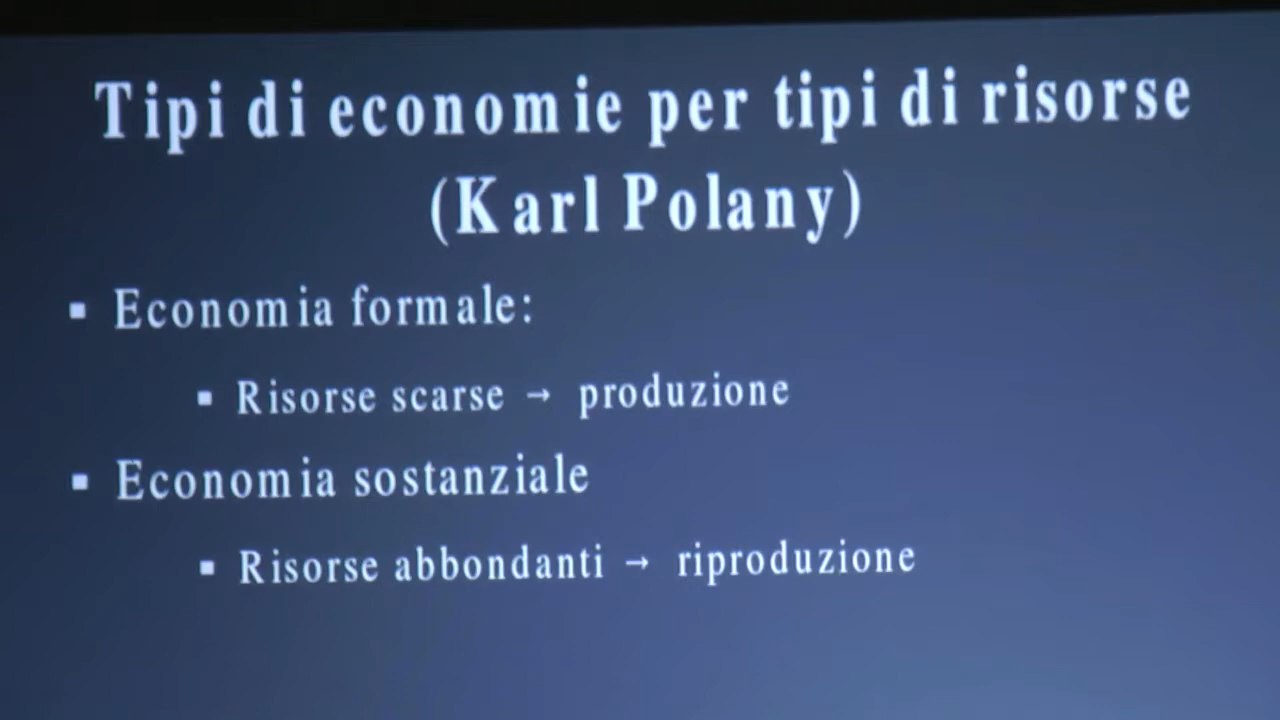 Tipi di economie per tipi di risorse
(Karl Polany)
▪ Economia formale:
▪ Risorse scarse → produzione
▪ Economia sostanziale
▪ Risorse abbondanti → riproduzione